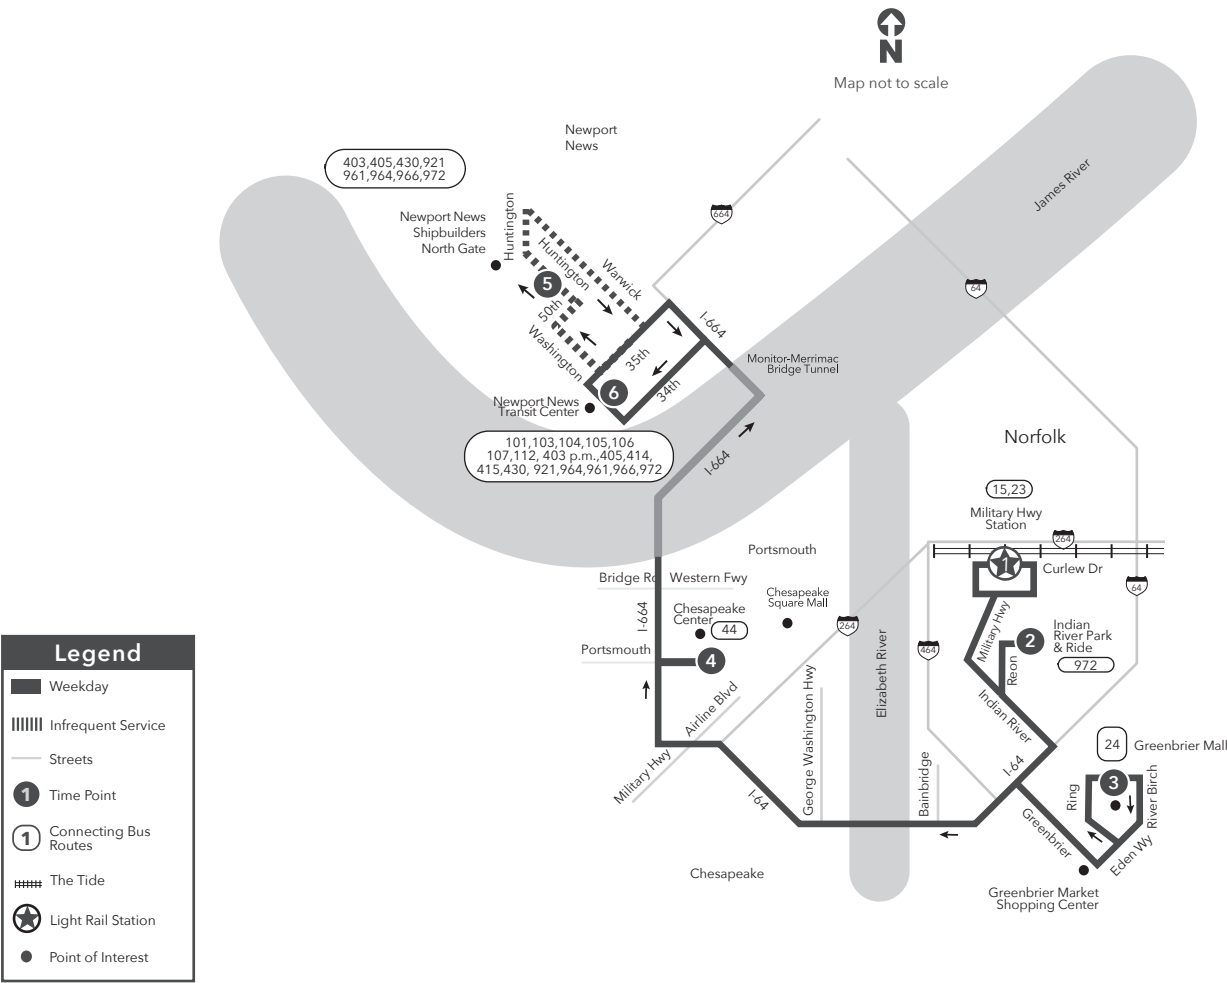 N
Map not to scale
Newport
News
403,405,430,921
961,964,966,972
James River
Newport News
Shipbuilders
North Gate
Huntington
Huntington
Warwick
664
64
5
50th
Washington
35th
34th
I-664
Monitor-Merrimac
Bridge Tunnel
6
Newport News
Transit Center
101,103,104,105,106
107,112, 403 p.m.,405,414,
415,430, 921,964,961,966,972
I-664
Norfolk
15,23
Military Hwy
Station
264
1
Curlew Dr
64
Portsmouth
Bridge Rd
Western Fwy
I-664
Chesapeake
Center
44
Chesapeake
Square Mall
264
464
Portsmouth
4
Military Hwy
2
Reon
Indian
River Park
& Ride
972
Indian River
Elizabeth River
George Washington Hwy
Airline Blvd
Military Hwy
I-64
Bainbridge
I-64
24
Greenbrier Mall
3
Ring
River Birch
Greenbrier
Eden Wy
Greenbrier Market
Shopping Center
Chesapeake
Legend
Weekday
Infrequent Service
Streets
1
Time Point
1
Connecting Bus
Routes
The Tide
Light Rail Station
Point of Interest